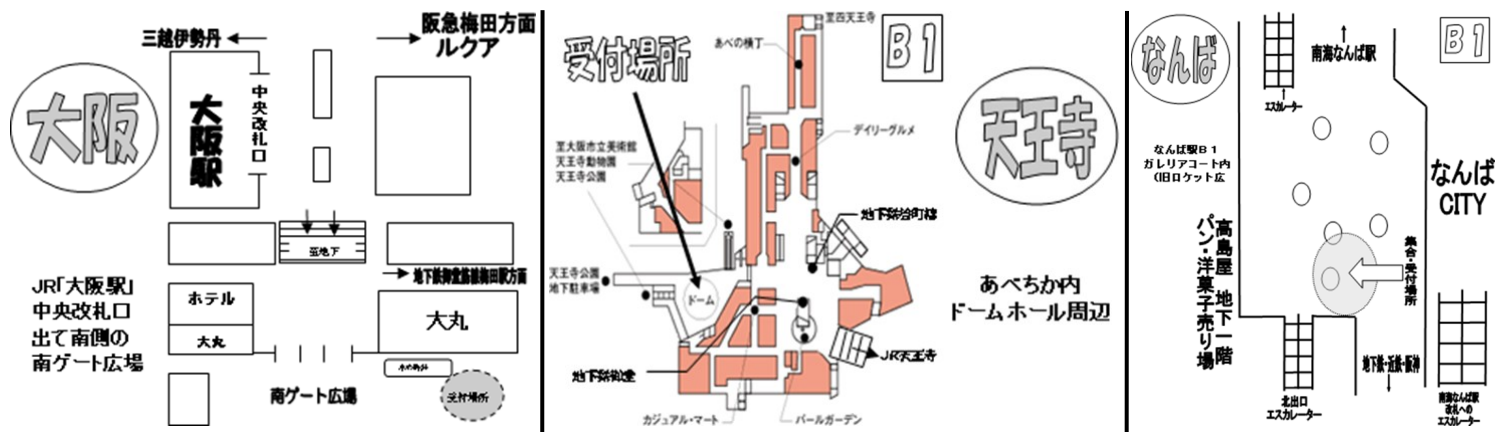 大阪
三越伊勢丹
阪急梅田方面
ルクア
大阪駅
中央改札口
至地下
地下鉄御堂筋線梅田駅方面
JR「大阪駅」
中央改札口
出て南側の
南ゲート広場
ホテル
大丸
大丸
水の時計
南ゲート広場
受付場所
受付場所
B1
天王寺
至四天王寺
あべの横丁
デイリーグルメ
至大阪市立美術館
天王寺動物園
天王寺公園
地下鉄谷町線
天王寺公園
地下駐車場
ドーム
あべちか内
ドームホール周辺
JR天王寺
地下鉄御堂
カジュアル・マート
パールガーデン
なんば
B1
南海なんば駅
エスカレーター
なんば駅B1
ガレリアコート内
(旧ロケット広
なんば
CITY
高島屋 地下一階
パン・洋菓子売り場
集合・受付場所
地下鉄・近鉄・阪神
北出口
エスカレーター
南海なんば駅
改札への
エスカレーター